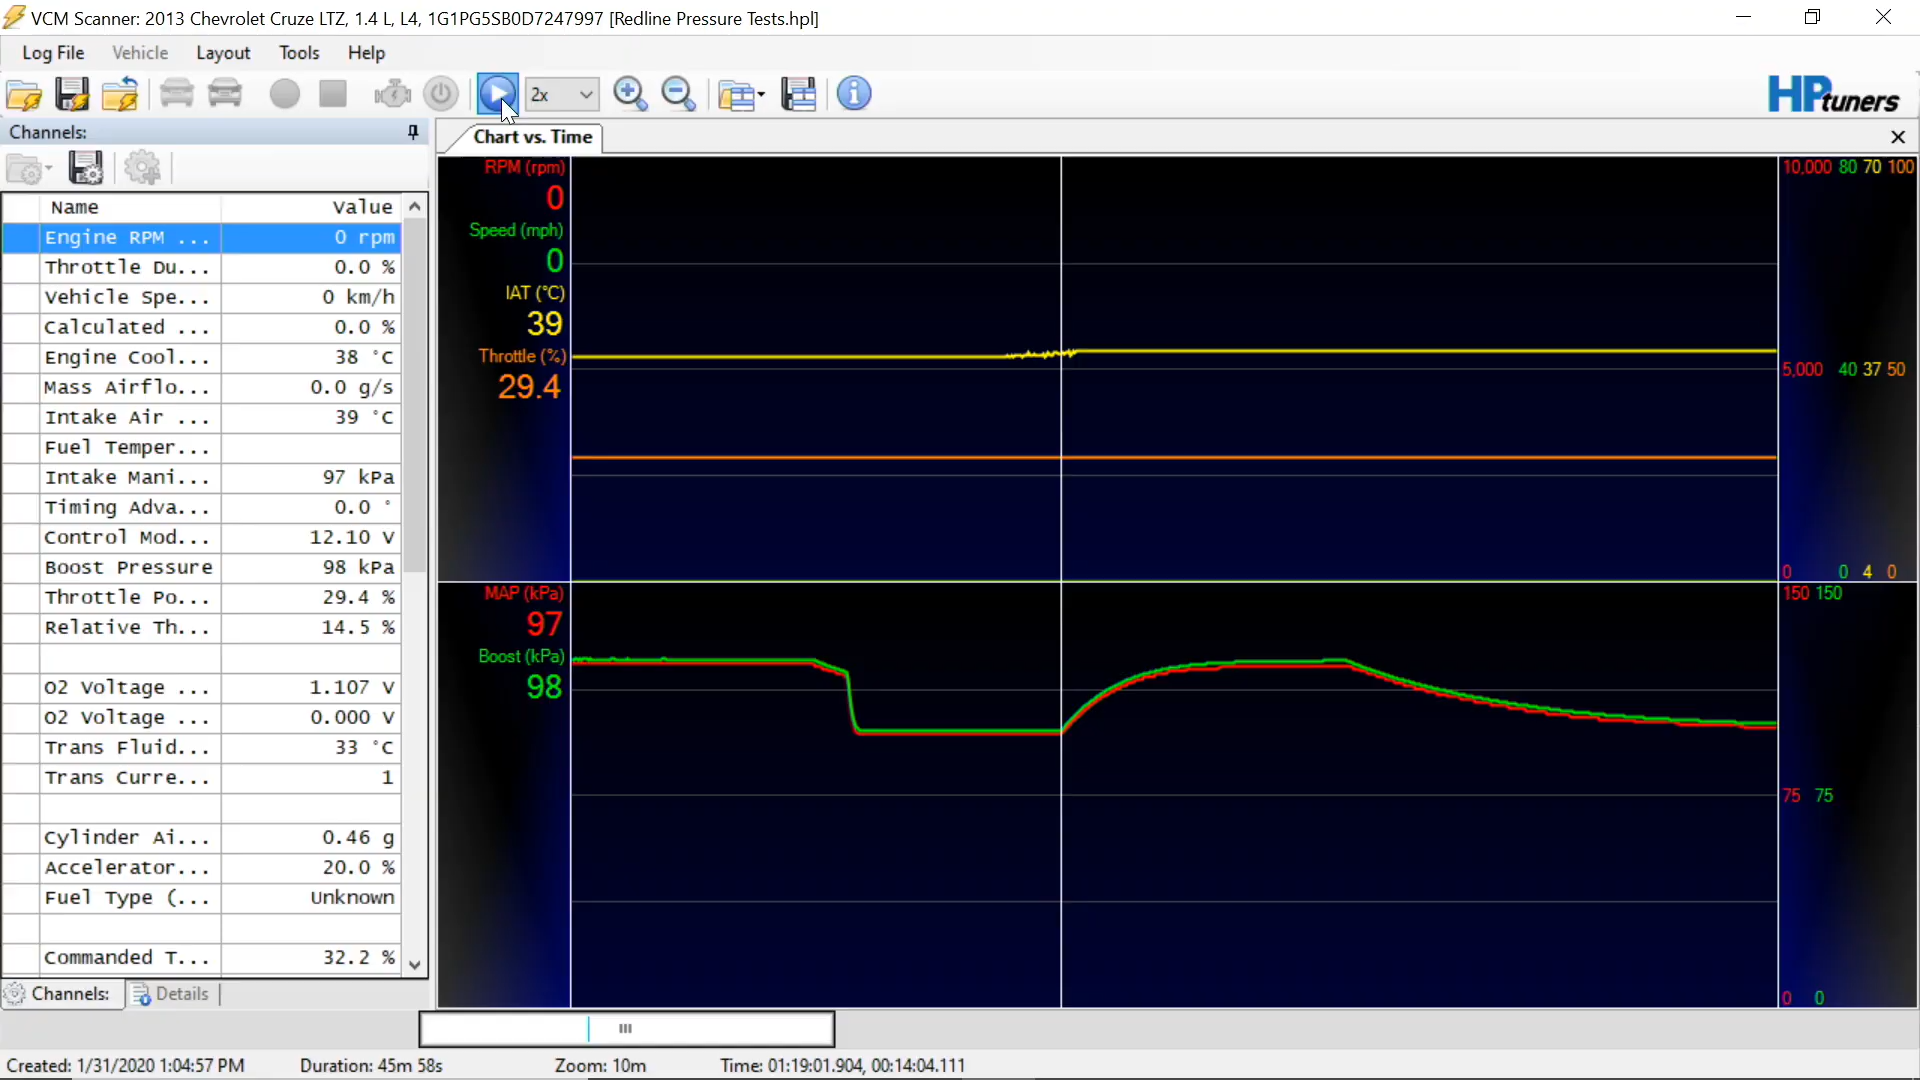 VCM Scanner: 2013 Chevrolet Cruze LTZ, 1.4 L, L4, 1G1PG5SB0D7247997 [Redline Pressure Tests.hpl]
Log File Vehicle Layout Tools Help
2x
HPtuners
Channels:
Name Value
Engine RPM ... 0 rpm
Throttle Du... 0.0 %
Vehicle Spe... 0 km/h
Calculated ... 0.0 %
Engine Cool... 38 °C
Mass Airflo... 0.0 g/s
Intake Air ... 39 °C
Fuel Temper...
Intake Mani... 97 kPa
Timing Adva... 0.0 °
Control Mod... 12.10 V
Boost Pressure 98 kPa
Throttle Po... 29.4 %
Relative Th... 14.5 %
O2 Voltage ... 1.107 V
O2 Voltage ... 0.000 V
Trans Fluid... 33 °C
Trans Curre... 1
Cylinder Ai... 0.46 g
Accelerator... 20.0 %
Fuel Type (... Unknown
Commanded T... 32.2 %
Channels: Details
Chart vs. Time
RPM (rpm)
0
Speed (mph)
0
IAT (°C)
39
Throttle (%)
29.4
10,000 80 70 100
5,000 40 37 50
0 0 4 0
MAP (kPa)
97
Boost (kPa)
98
150 150
75 75
0 0
Created: 1/31/2020 1:04:57 PM Duration: 45m 58s Zoom: 10m Time: 01:19:01.904, 00:14:04.111